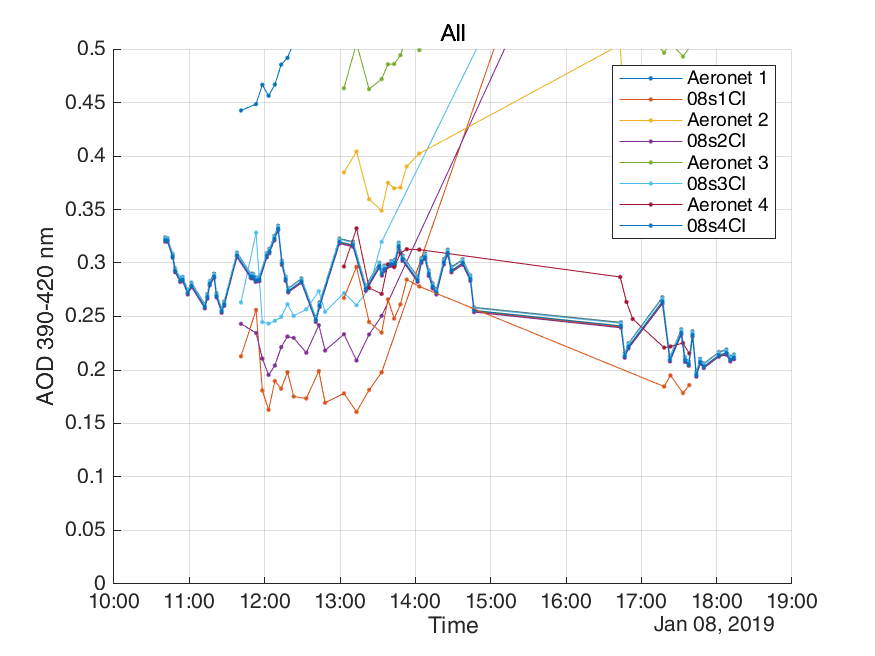 All
0.5
0.45
0.4
0.35
0.3
0.25
0.2
0.15
0.1
0.05
0
AOD 390-420 nm
Aeronet 1
08s1CI
Aeronet 2
08s2CI
Aeronet 3
08s3CI
Aeronet 4
08s4CI
10:00 11:00 12:00 13:00 14:00 15:00 16:00 17:00 18:00 19:00
Time
Jan 08, 2019